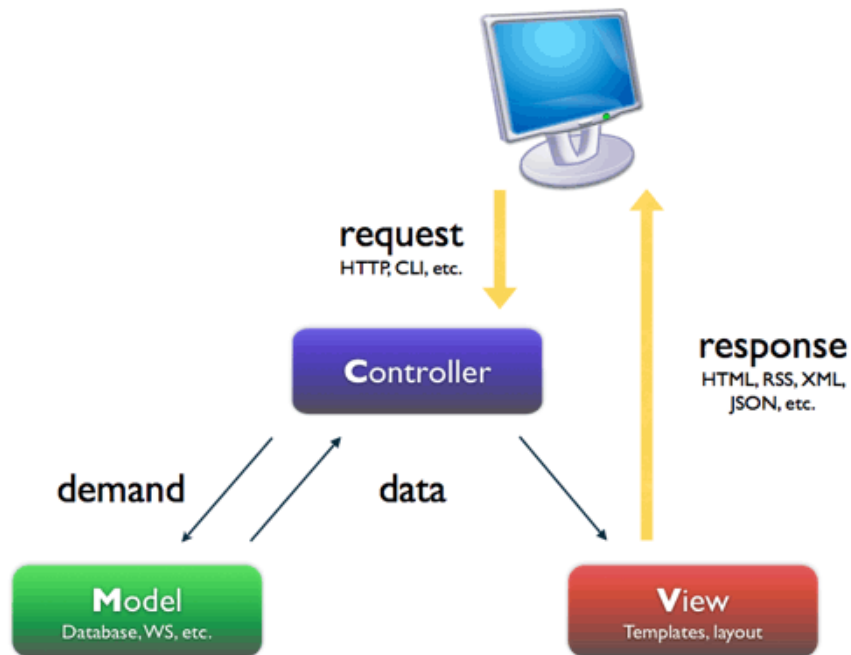 request
HTTP, CLI, etc.
Controller
response
HTML, RSS, XML,
JSON, etc.
demand
data
Model
Database, WS, etc.
View
Templates, layout